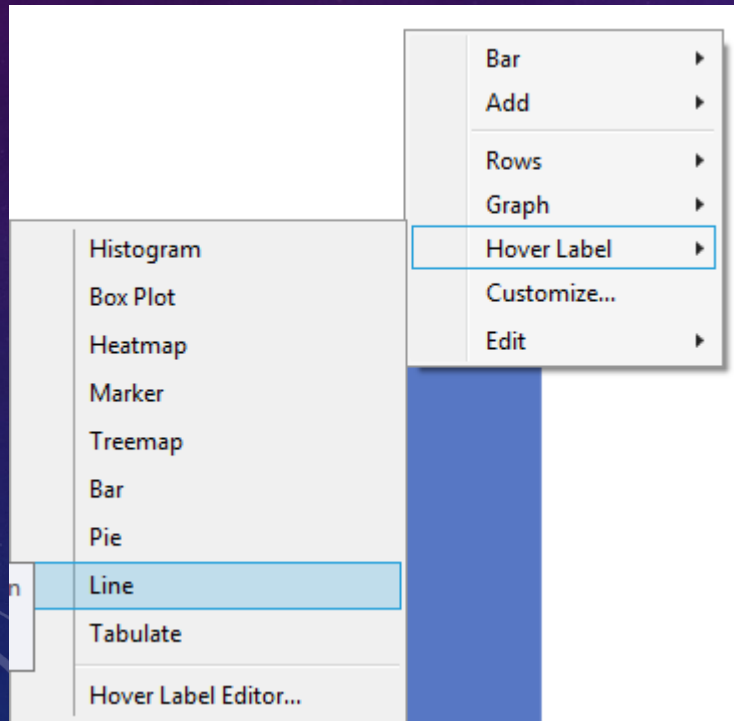 Bar
Add
Rows
Graph
Hover Label
Customize...
Edit
Histogram
Box Plot
Heatmap
Marker
Treemap
Bar
Pie
Line
Tabulate
Hover Label Editor...
n